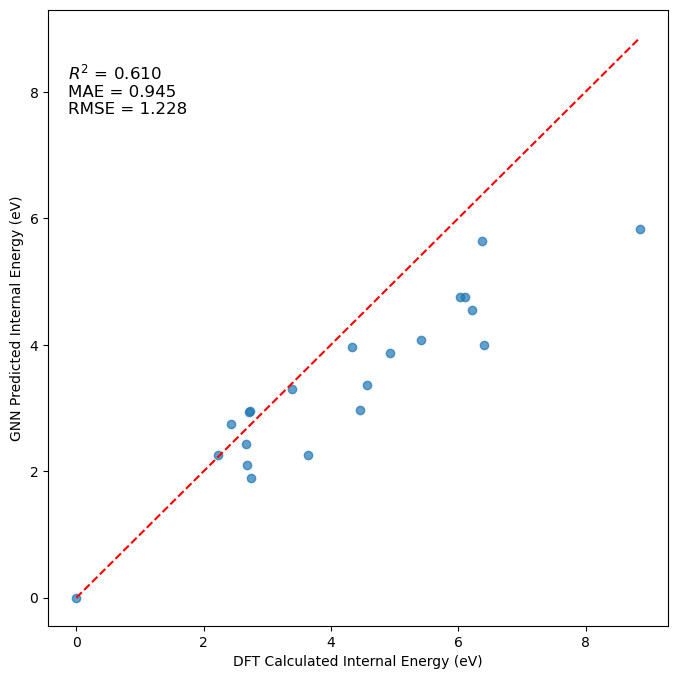 R² = 0.610
MAE = 0.945
RMSE = 1.228
8
6
4
2
0
GNN Predicted Internal Energy (eV)
0 2 4 6 8
DFT Calculated Internal Energy (eV)